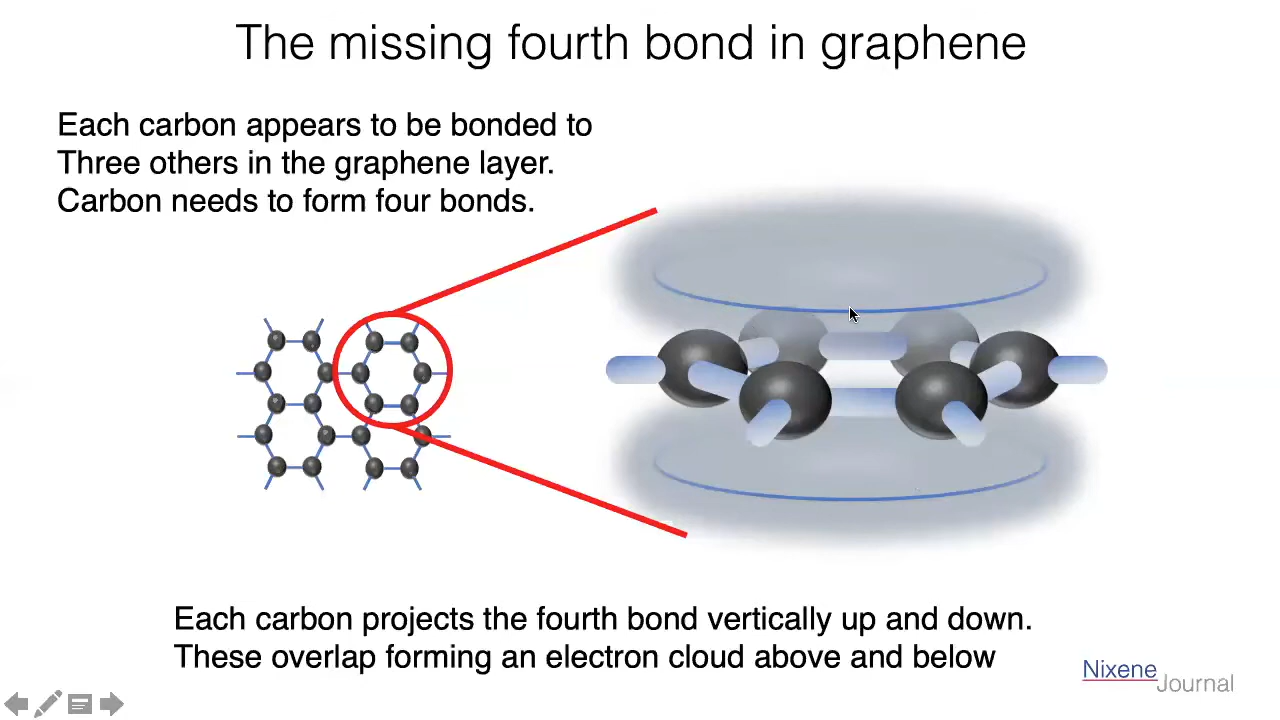 The missing fourth bond in graphene
Each carbon appears to be bonded to
Three others in the graphene layer.
Carbon needs to form four bonds.
Each carbon projects the fourth bond vertically up and down.
These overlap forming an electron cloud above and below
Nixene
Journal